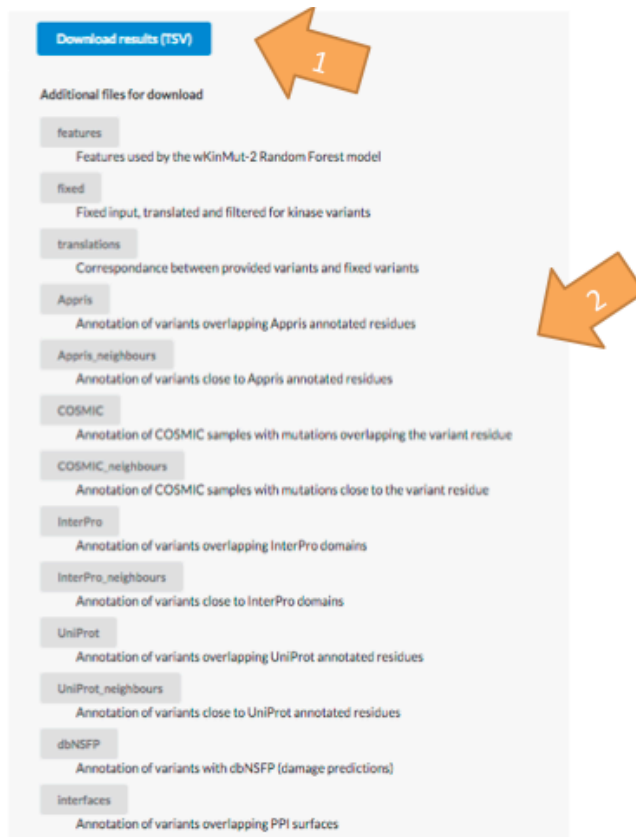 Download results (TSV)
1
Additional files for download
features
Features used by the wKinMut-2 Random Forest model
fixed
Fixed input, translated and filtered for kinase variants
translations
Correspondance between provided variants and fixed variants
2
Appris
Annotation of variants overlapping Appris annotated residues
Appris_neighbours
Annotation of variants close to Appris annotated residues
COSMIC
Annotation of COSMIC samples with mutations overlapping the variant residue
COSMIC_neighbours
Annotation of COSMIC samples with mutations close to the variant residue
InterPro
Annotation of variants overlapping InterPro domains
InterPro_neighbours
Annotation of variants close to InterPro domains
UniProt
Annotation of variants overlapping UniProt annotated residues
UniProt_neighbours
Annotation of variants close to UniProt annotated residues
dbNSFP
Annotation of variants with dbNSFP (damage predictions)
interfaces
Annotation of variants overlapping PPI surfaces